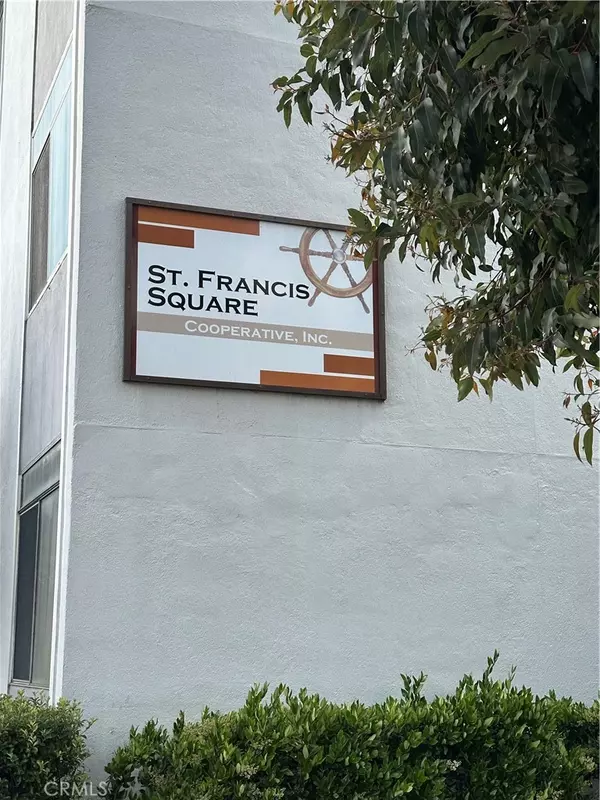 St. Francis
Square
Cooperative, Inc.
CRMLS